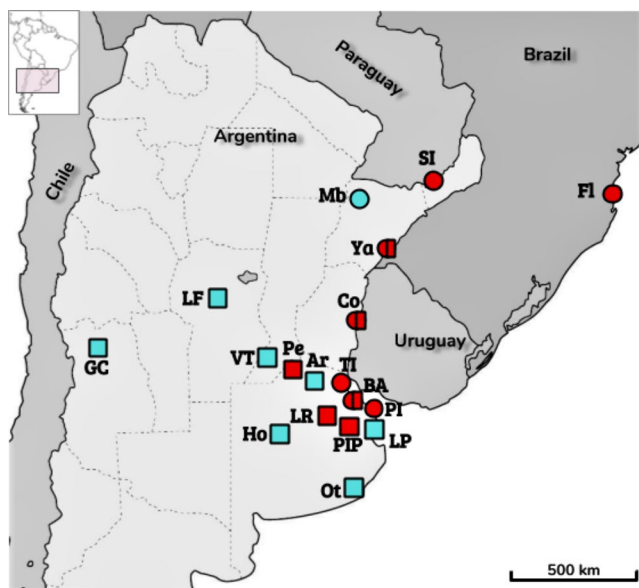 Paraguay
Brazil
Argentina
Chile
SI
Mb
Fl
Ya
LF
Co
Uruguay
GC
VT
Pe
Ar
TI
BA
PI
LR
Ho
PIP
LP
Ot
500 km